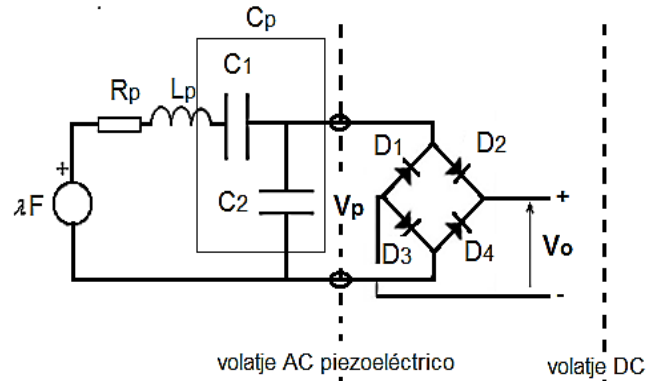 Cp
C1
Rp
Lp
D1
D2
+
λF
C2
Vp
+
D3
D4
Vo
-
volatje AC piezoeléctrico
volatje DC